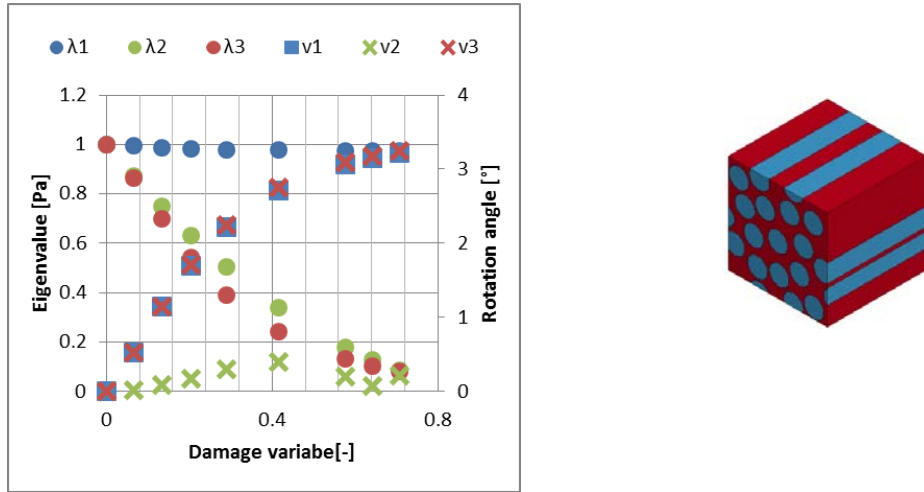 λ1 λ2 λ3 v1 v2 v3
1.2
1
0.8
0.6
0.4
0.2
0
4
3
2
1
0
0 0.4 0.8
Eigenvalue [Pa]
Rotation angle [°]
Damage variabe[-]